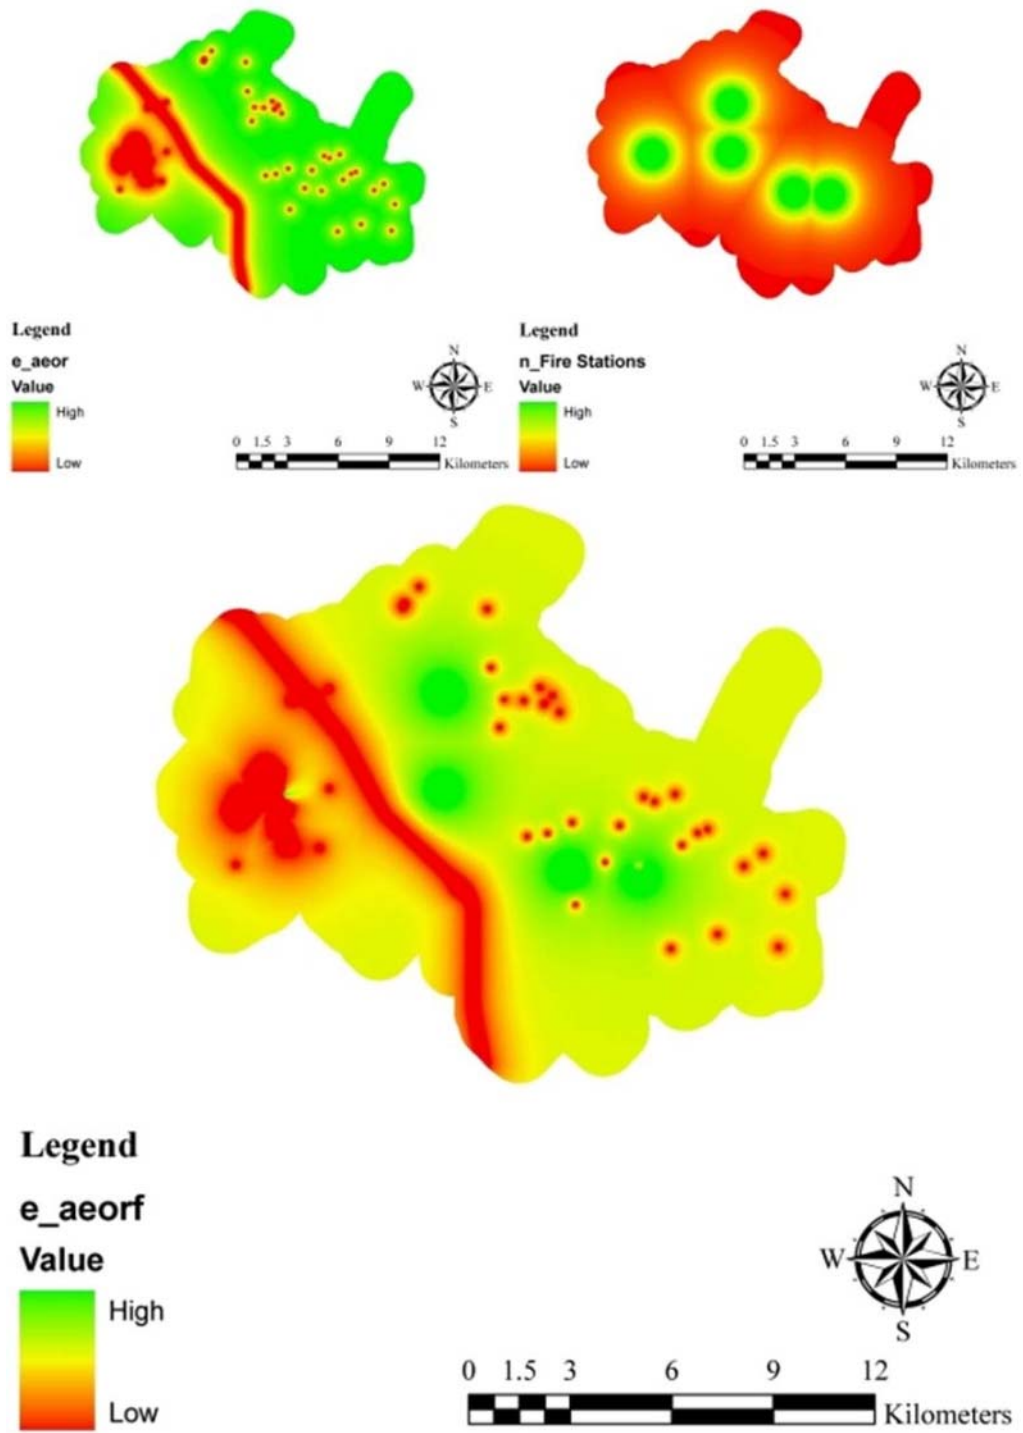 Legend
e_aeor
Value
High
Low
N
W E
S
0 1.5 3 6 9 12
Kilometers
Legend
n_Fire Stations
Value
High
Low
N
W E
S
0 1.5 3 6 9 12
Kilometers
Legend
e_aeorf
Value
High
Low
N
W E
S
0 1.5 3 6 9 12
Kilometers